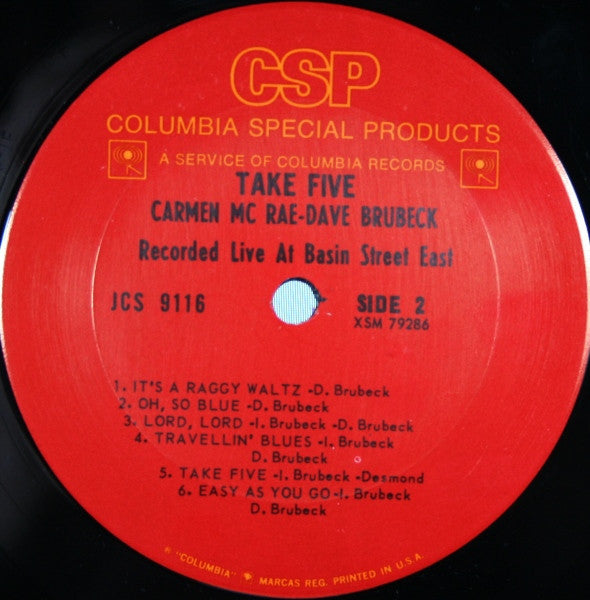 CSP
COLUMBIA SPECIAL PRODUCTS
A SERVICE OF COLUMBIA RECORDS
TAKE FIVE
CARMEN MC RAE-DAVE BRUBECK
Recorded Live At Basin Street East
JCS 9116
SIDE 2
XSM 79286
1. IT'S A RAGGY WALTZ -D. Brubeck
2. OH, SO BLUE -D. Brubeck
3. LORD, LORD -I. Brubeck -D. Brubeck
4. TRAVELLIN' BLUES -I. Brubeck
D. Brubeck
5. TAKE FIVE -I. Brubeck -Desmond
6. EASY AS YOU GO -I. Brubeck
D. Brubeck
® "COLUMBIA" MARCAS REG. PRINTED IN U.S.A.